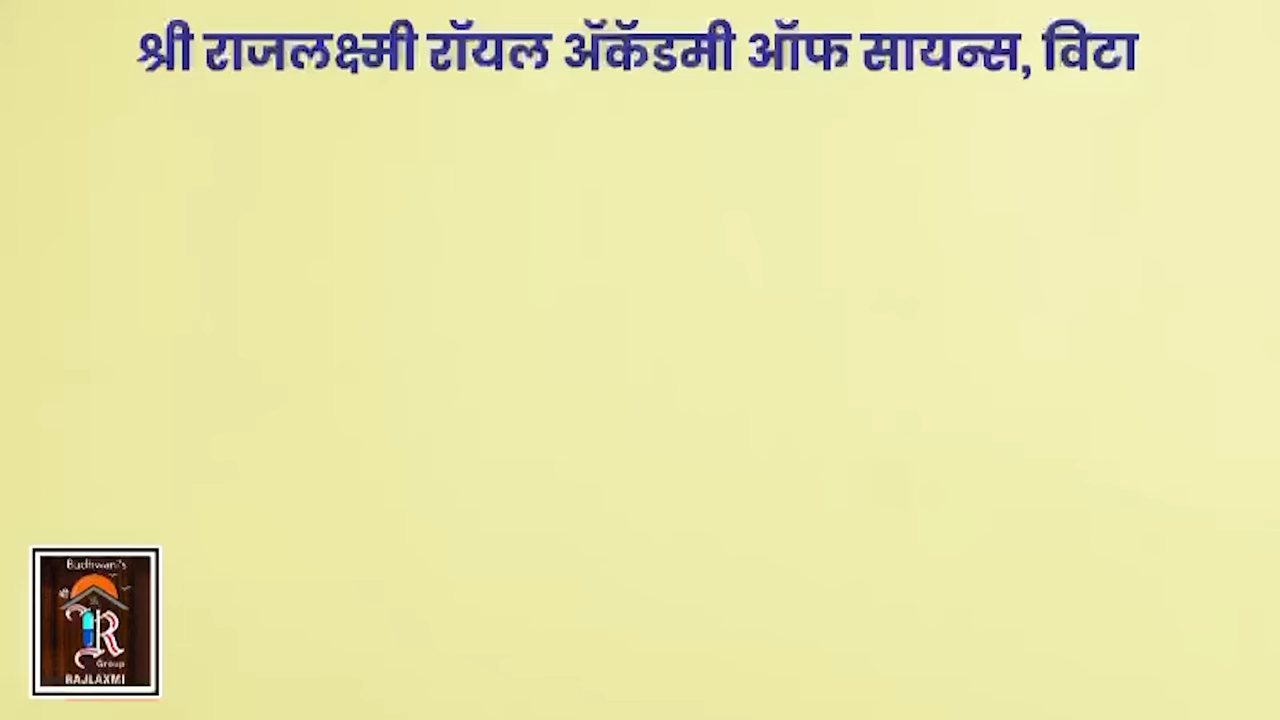 श्री राजलक्ष्मी रॉयल ॲकॅडमी ऑफ सायन्स, विटा
Budhwani's
श्री
R
Group
RAJLAXMI